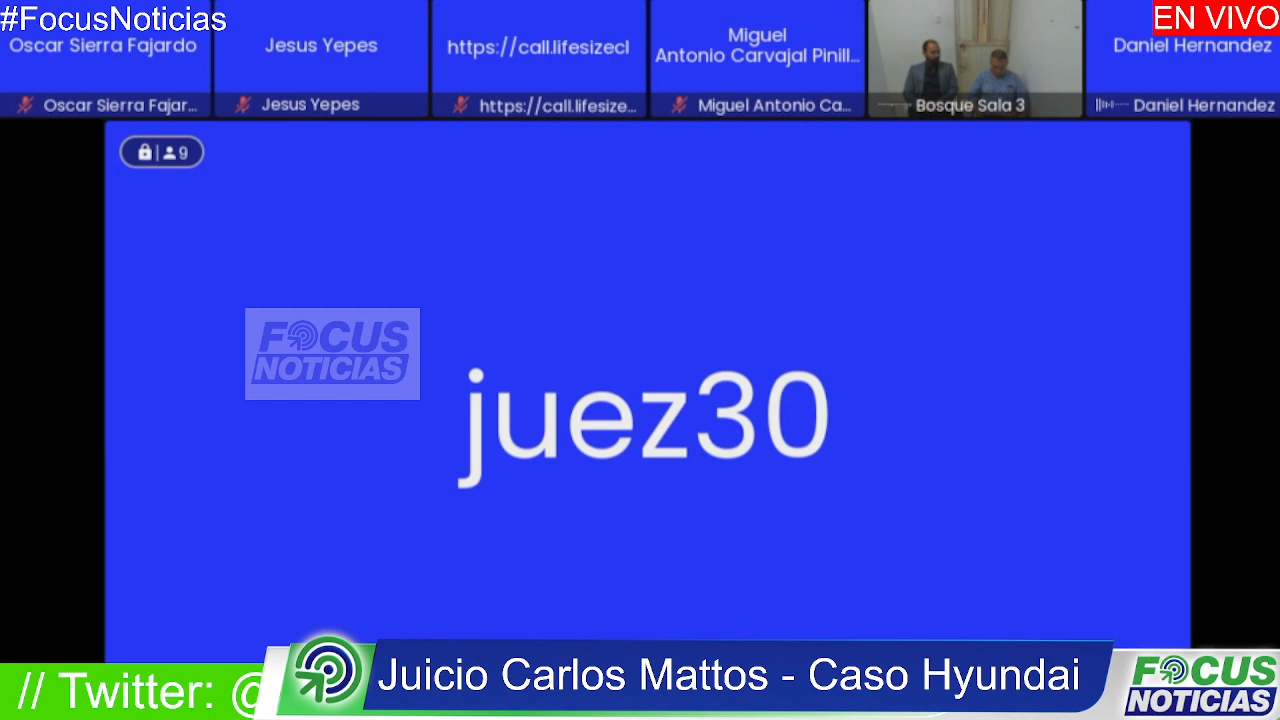 #FocusNoticias
EN VIVO
Oscar Sierra Fajardo
Jesus Yepes
https://call.lifesizecl
Miguel
Antonio Carvajal Pinill...
Daniel Hernandez
Oscar Sierra Fajar...
Jesus Yepes
https://call.lifesize...
Miguel Antonio Ca...
Bosque Sala 3
Daniel Hernandez
9
FOCUS
NOTICIAS
juez30
// Twitter: @
Juicio Carlos Mattos - Caso Hyundai
FOCUS
NOTICIAS